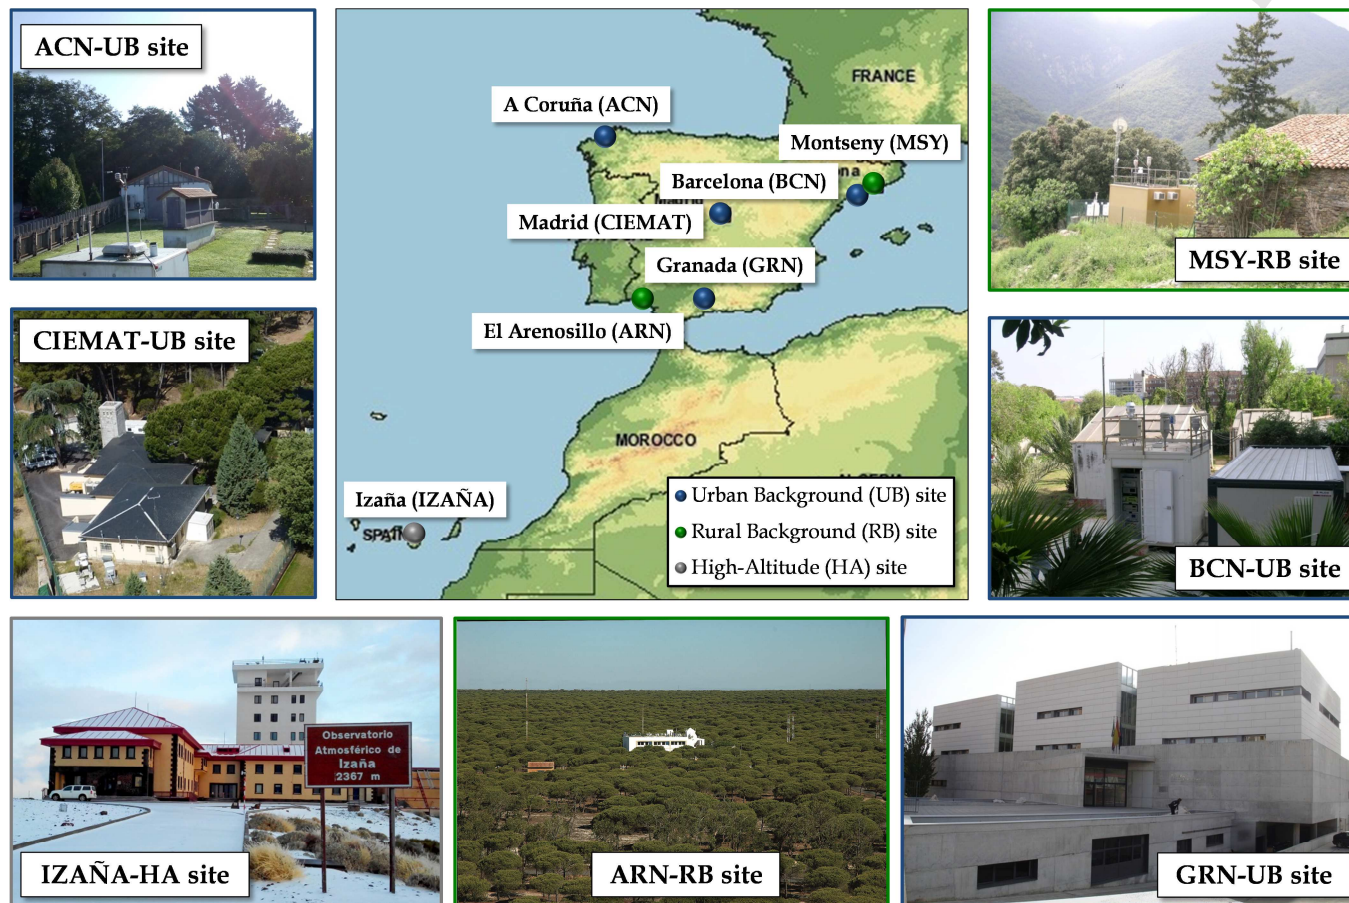 ACN-UB site
FRANCE
A Coruña (ACN)
Montseny (MSY)
Barcelona (BCN)
Madrid (CIEMAT)
Granada (GRN)
El Arenosillo (ARN)
MSY-RB site
CIEMAT-UB site
MOROCCO
Izaña (IZAÑA)
SPAIN
Urban Background (UB) site
Rural Background (RB) site
High-Altitude (HA) site
BCN-UB site
Observatorio
Atmosférico de
Izaña
2367 m
IZAÑA-HA site
ARN-RB site
GRN-UB site